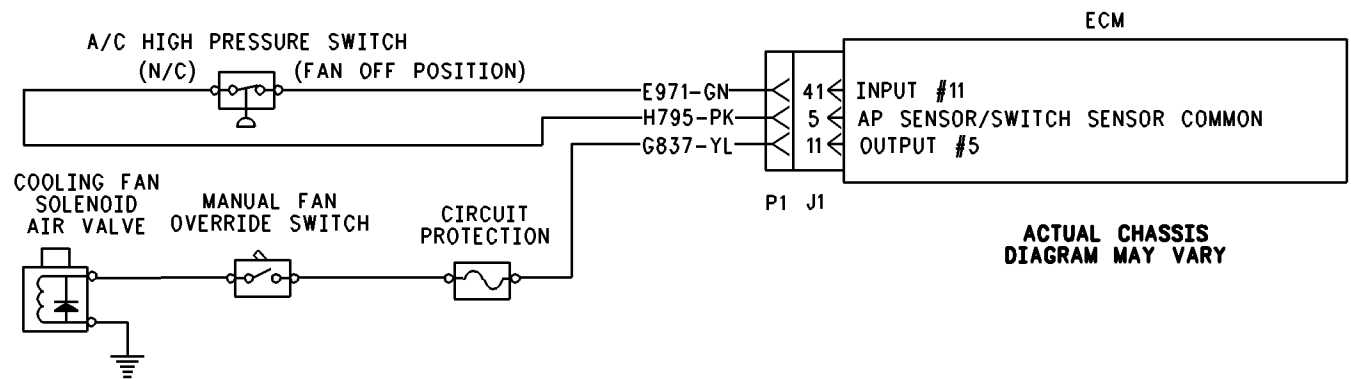 ECM
A/C HIGH PRESSURE SWITCH
(N/C) (FAN OFF POSITION)
E971-GN 41 INPUT #11
H795-PK 5 AP SENSOR/SWITCH SENSOR COMMON
G837-YL 11 OUTPUT #5
P1 J1
COOLING FAN
SOLENOID
AIR VALVE
MANUAL FAN
OVERRIDE SWITCH
CIRCUIT
PROTECTION
ACTUAL CHASSIS
DIAGRAM MAY VARY